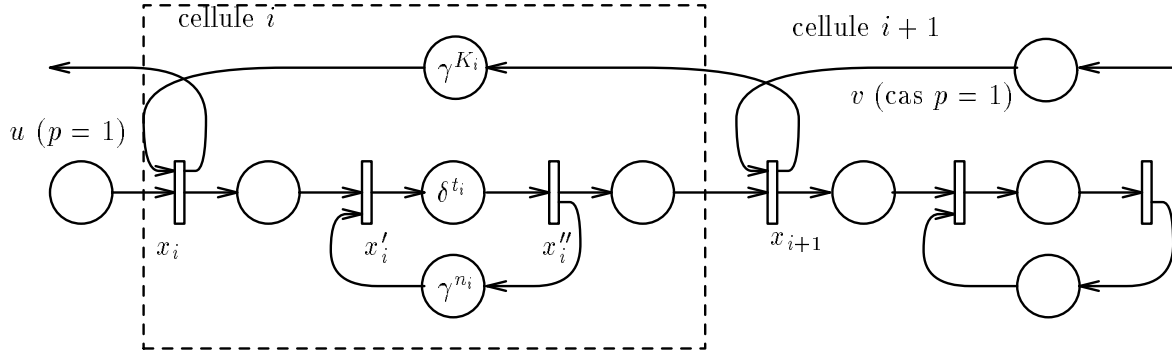 cellule i
cellule i + 1
γ^{K_i}
v (cas p = 1)
u (p = 1)
δ^{t_i}
x_i
x′_i
x″_i
x_{i+1}
γ^{n_i}